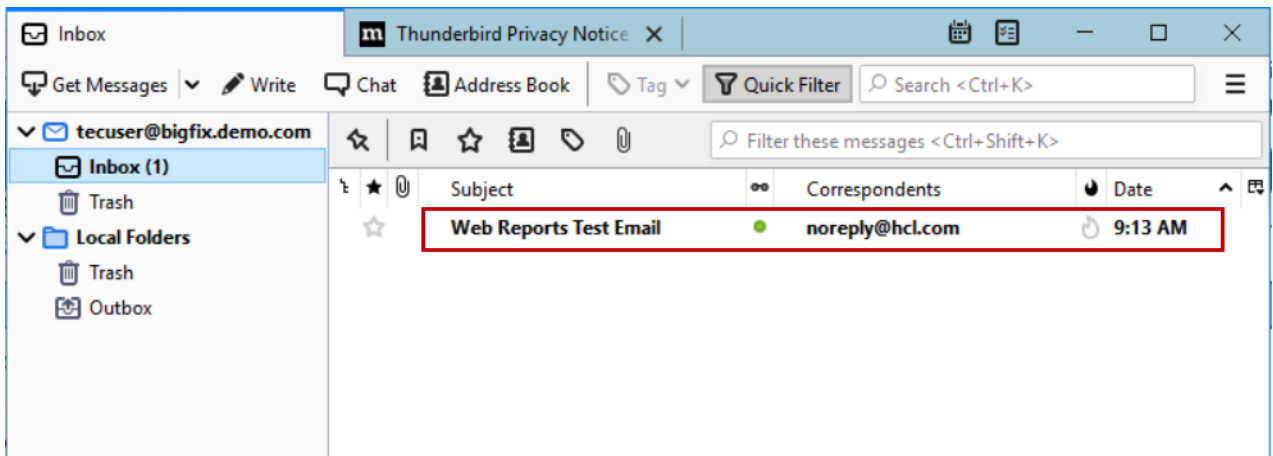 Inbox
m Thunderbird Privacy Notice
Get Messages Write Chat Address Book Tag Quick Filter Search <Ctrl+K>
tecuser@bigfix.demo.com
Filter these messages <Ctrl+Shift+K>
Inbox (1)
Subject Correspondents Date
Trash
Web Reports Test Email noreply@hcl.com 9:13 AM
Local Folders
Trash
Outbox